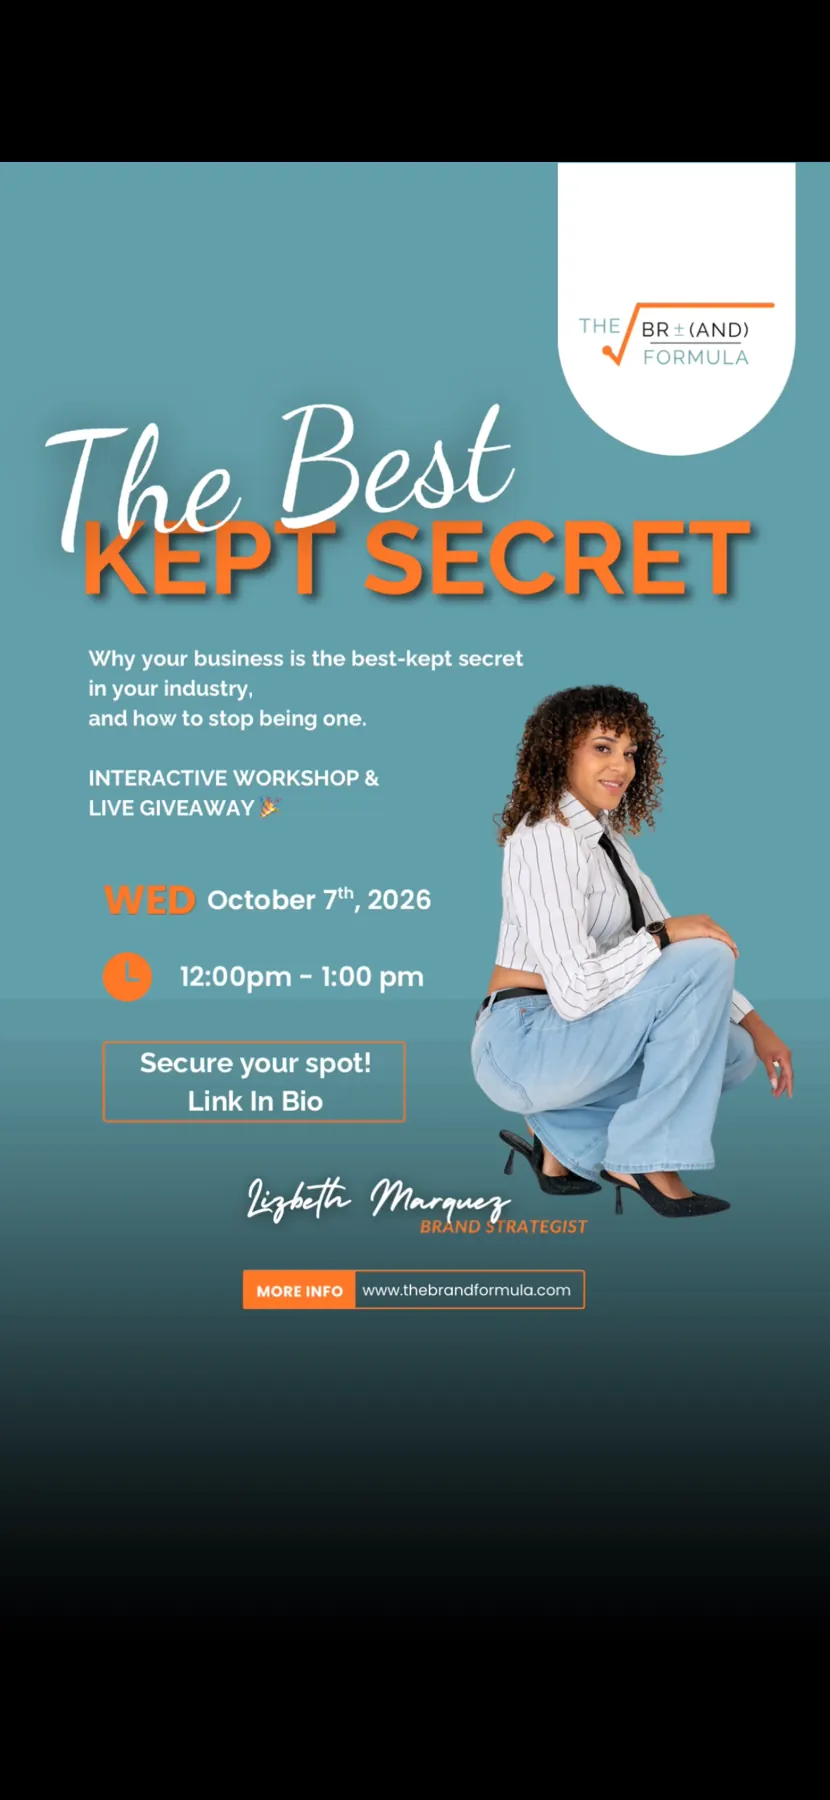 THE BR ± (AND)
FORMULA
The Best
KEPT SECRET
Why your business is the best-kept secret
in your industry,
and how to stop being one.
INTERACTIVE WORKSHOP &
LIVE GIVEAWAY 🎉
WED October 7th, 2026
12:00pm - 1:00 pm
Secure your spot!
Link In Bio
Lizbeth Marquez
BRAND STRATEGIST
MORE INFO www.thebrandformula.com